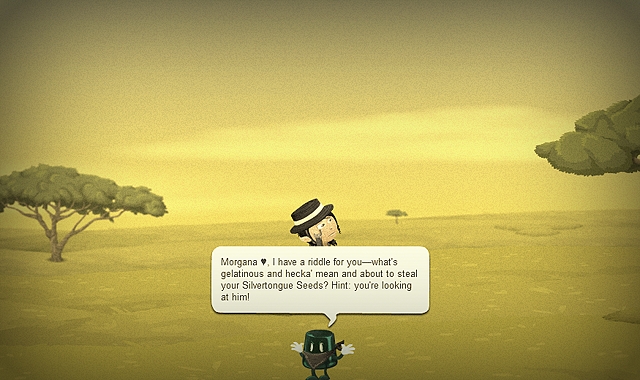 Morgana ♥, I have a riddle for you—what's
gelatinous and hecka' mean and about to steal
your Silvertongue Seeds? Hint: you're looking
at him!